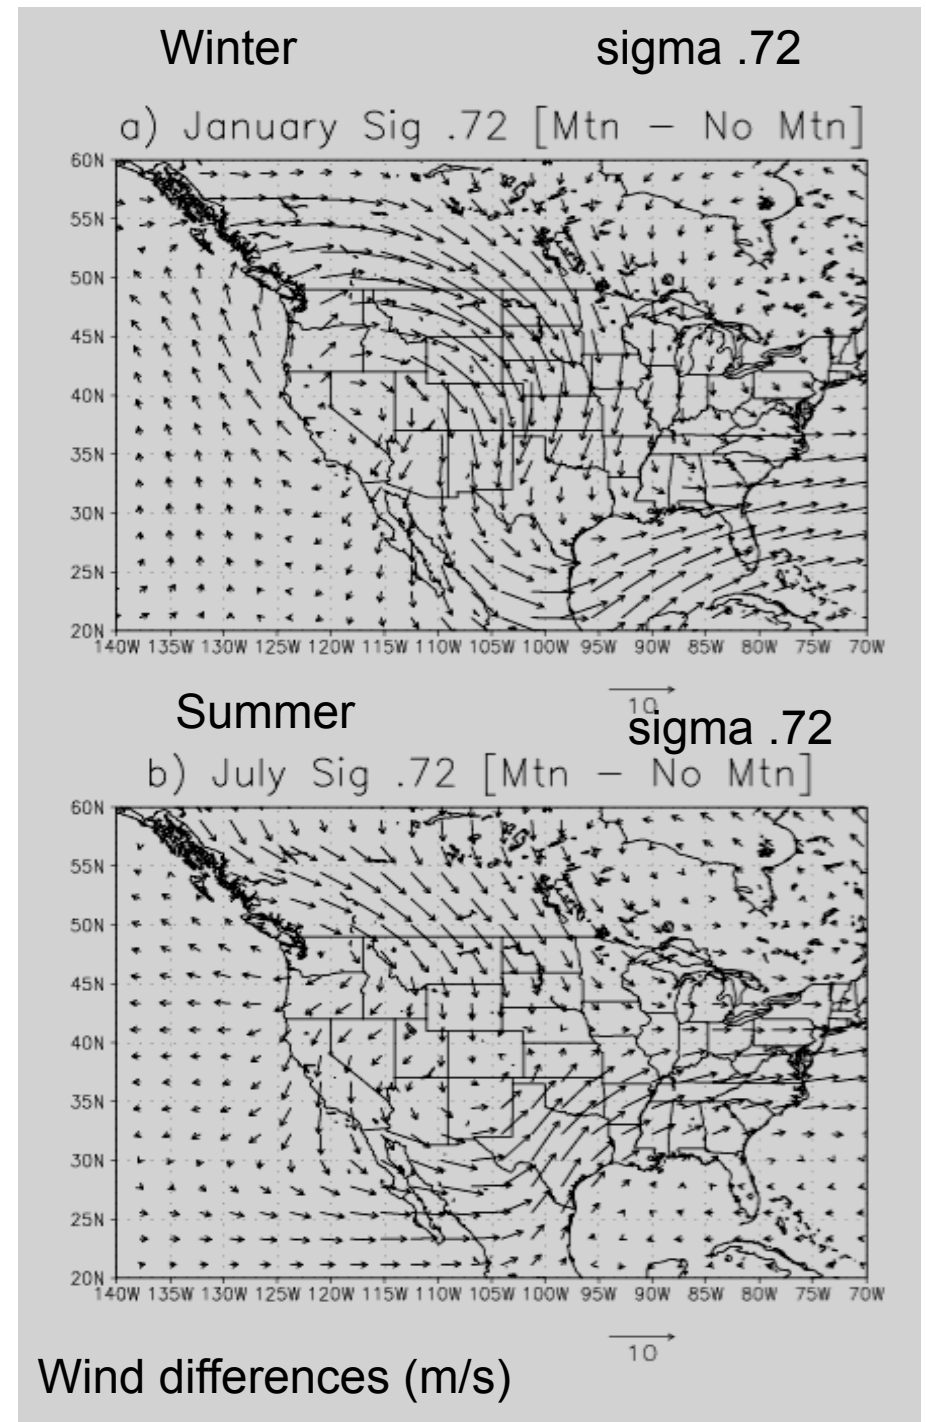 Winter sigma .72
a) January Sig .72 [Mtn – No Mtn]
60N
55N
50N
45N
40N
35N
30N
25N
20N
140W 135W 130W 125W 120W 115W 110W 105W 100W 95W 90W 85W 80W 75W 70W
10
Summer sigma .72
b) July Sig .72 [Mtn – No Mtn]
60N
55N
50N
45N
40N
35N
30N
25N
20N
140W 135W 130W 125W 120W 115W 110W 105W 100W 95W 90W 85W 80W 75W 70W
10
Wind differences (m/s)